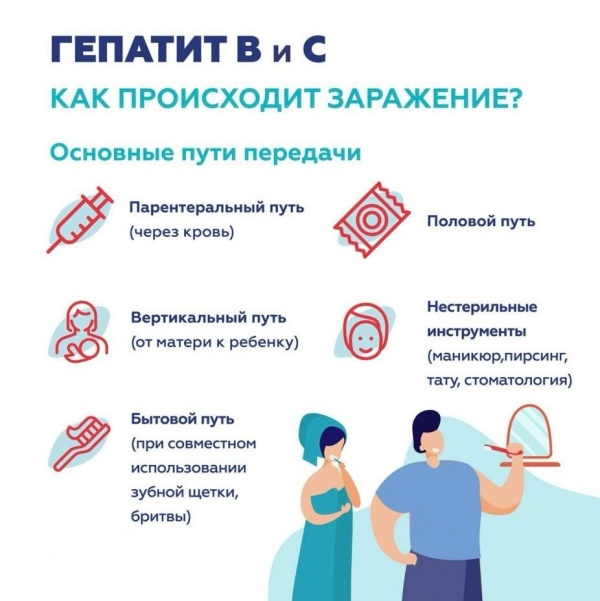 ГЕПАТИТ В и С
КАК ПРОИСХОДИТ ЗАРАЖЕНИЕ?
Основные пути передачи
Парентеральный путь
(через кровь)
Половой путь
Вертикальный путь
(от матери к ребенку)
Нестерильные
инструменты
(маникюр,пирсинг,
тату, стоматология)
Бытовой путь
(при совместном
использовании
зубной щетки,
бритвы)